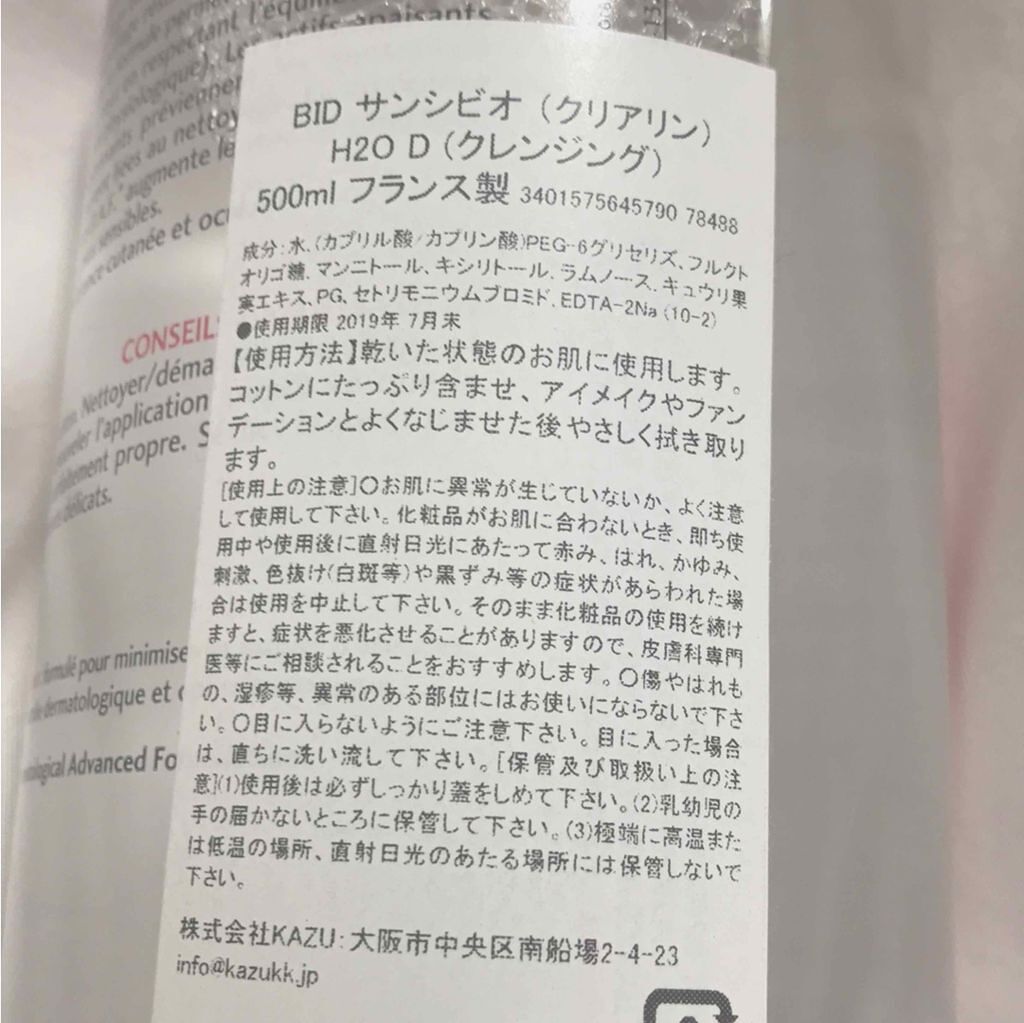 respectant l'équil
Les actifs apaisants
préviennen
au nettoy
augmente le
sensibles.
cutanée et ocu
CONSEILS
Nettoyer/déma
l'application
propre. S
délicats.
formulé pour minimise
dermatologique et
Advanced Fo
BID サンシビオ（クリアリン）
H2O D（クレンジング）
500ml フランス製 3401575645790 78488
成分:水、(カプリル酸/カプリン酸)PEG-6グリセリズ、フルクト
オリゴ糖、マンニトール、キシリトール、ラムノース、キュウリ果
実エキス、PG、セトリモニウムブロミド、EDTA-2Na (10-2)
●使用期限 2019年 7月末
【使用方法】乾いた状態のお肌に使用します。
コットンにたっぷり含ませ、アイメイクやファン
デーションとよくなじませた後やさしく拭き取り
ます。
[使用上の注意]〇お肌に異常が生じていないか、よく注意
して使用して下さい。化粧品がお肌に合わないとき、即ち使
用中や使用後に直射日光にあたって赤み、はれ、かゆみ、
刺激、色抜け(白斑等)や黒ずみ等の症状があらわれた場
合は使用を中止して下さい。そのまま化粧品の使用を続け
ますと、症状を悪化させることがありますので、皮膚科専門
医等にご相談されることをおすすめします。〇傷やはれも
の、湿疹等、異常のある部位にはお使いにならないで下さ
い。〇目に入らないようにご注意下さい。目に入った場合
は、直ちに洗い流して下さい。[保管及び取扱い上の注
意](1)使用後は必ずしっかり蓋をしめて下さい。(2)乳幼児の
手の届かないところに保管して下さい。(3)極端に高温また
は低温の場所、直射日光のあたる場所には保管しないで
下さい。
株式会社KAZU:大阪市中央区南船場2-4-23
info@kazukk.jp